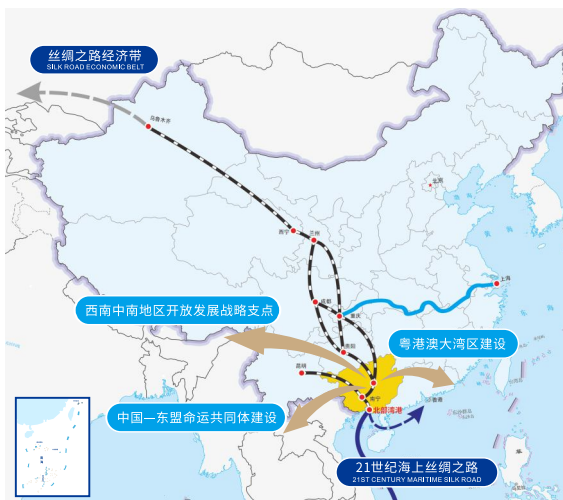 丝绸之路经济带
SILK ROAD ECONOMIC BELT
乌鲁木齐
北京
西宁
兰州
上海
成都
重庆
西南中南地区开放发展战略支点
贵阳
粤港澳大湾区建设
昆明
南宁
香港
北部湾港
中国—东盟命运共同体建设
21世纪海上丝绸之路
21ST CENTURY MARITIME SILK ROAD